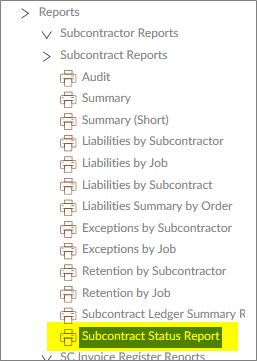 Reports
Subcontractor Reports
Subcontract Reports
Audit
Summary
Summary (Short)
Liabilities by Subcontractor
Liabilities by Job
Liabilities by Subcontract
Liabilities Summary by Order
Exceptions by Subcontractor
Exceptions by Job
Retention by Subcontractor
Retention by Job
Subcontract Ledger Summary R
Subcontract Status Report
SC Invoice Register Reports